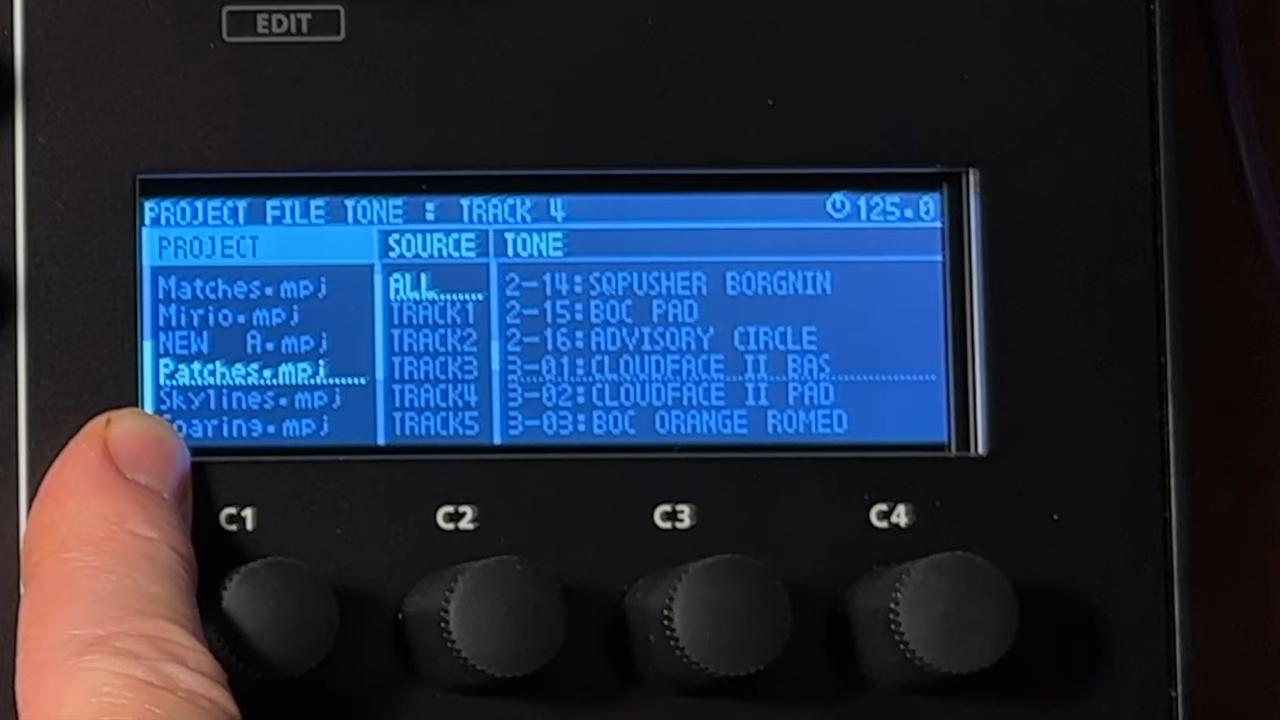 EDIT
PROJECT FILE TONE : TRACK 4 125.0
PROJECT SOURCE TONE
Matches.mpj ALL 2-14:SQPUSHER BORGNIN
Mirio.mpj TRACK1 2-15:BOC PAD
NEW A.mpj TRACK2 2-16:ADVISORY CIRCLE
Patches.mpj TRACK3 3-01:CLOUDFACE II BAS
Skylines.mpj TRACK4 3-02:CLOUDFACE II PAD
oaring.mpj TRACK5 3-03:BOC ORANGE ROMED
C1 C2 C3 C4